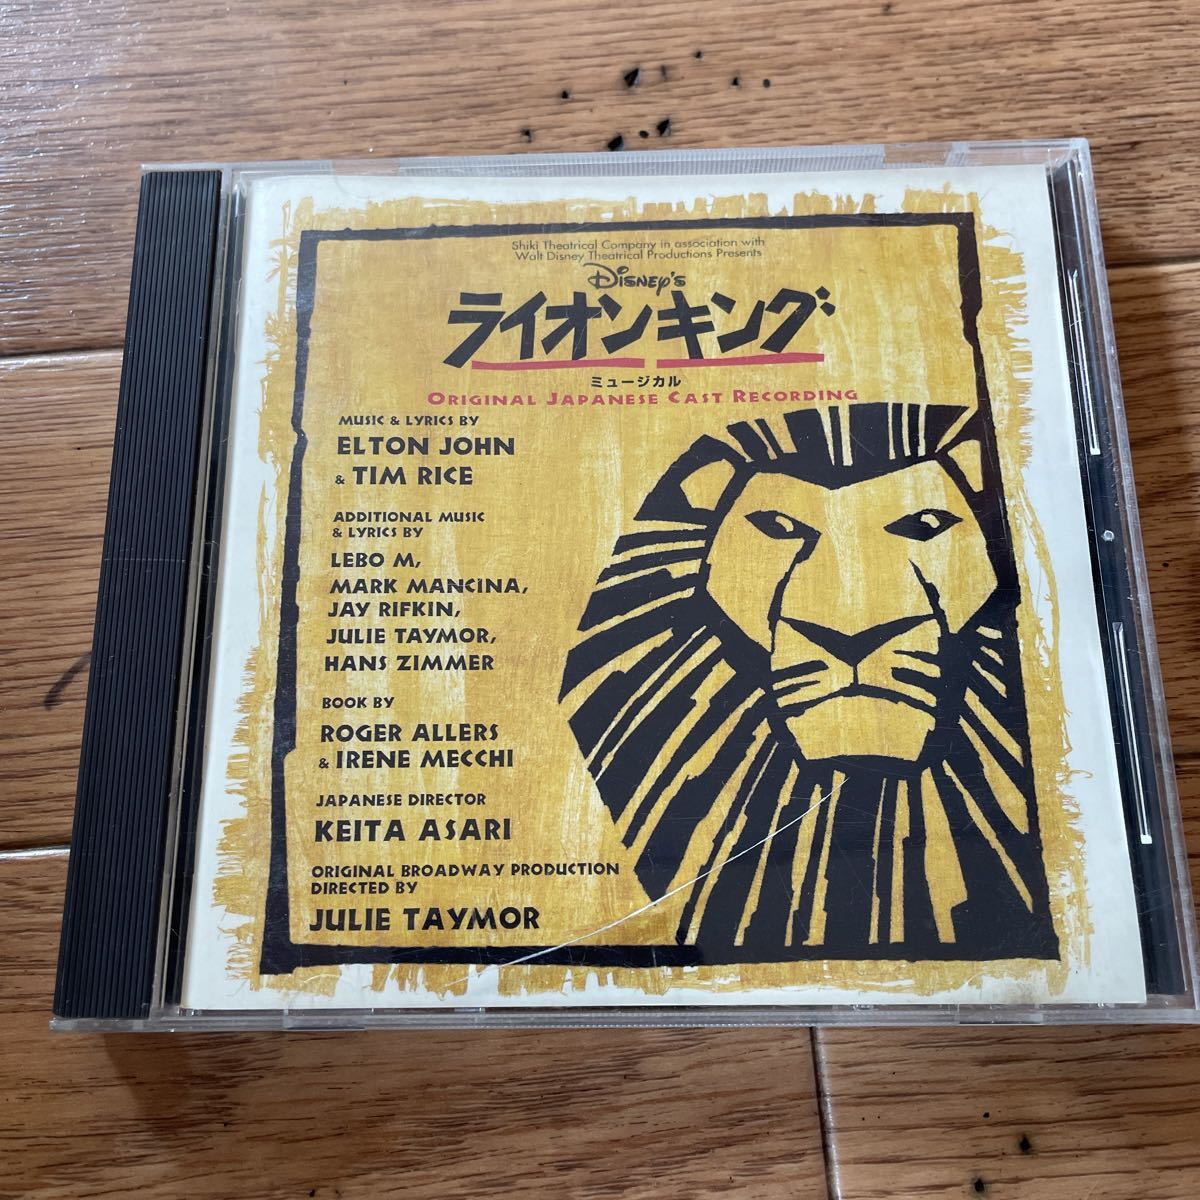 Shiki Theatrical Company in association with
Walt Disney Theatrical Productions Presents
DISNEY'S
ライオンキング
ミュージカル
ORIGINAL JAPANESE CAST RECORDING
MUSIC & LYRICS BY
ELTON JOHN
& TIM RICE
ADDITIONAL MUSIC
& LYRICS BY
LEBO M,
MARK MANCINA,
JAY RIFKIN,
JULIE TAYMOR,
HANS ZIMMER
BOOK BY
ROGER ALLERS
& IRENE MECCHI
JAPANESE DIRECTOR
KEITA ASARI
ORIGINAL BROADWAY PRODUCTION
DIRECTED BY
JULIE TAYMOR